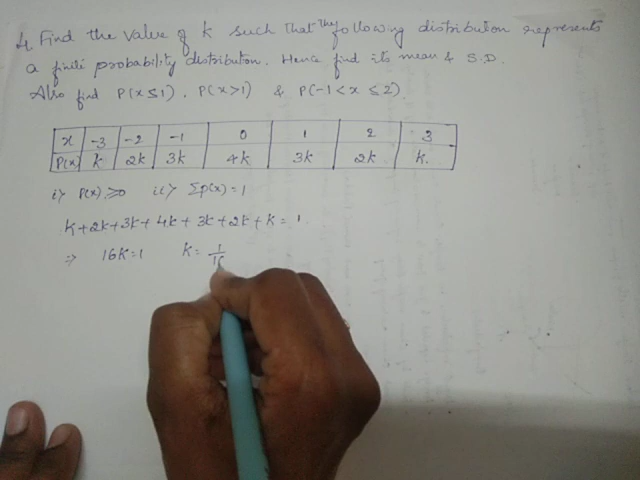 4. Find the value of k such that the following distribution represents
a finite probability distribution. Hence find its mean & S.D.
Also find P(x≤1), P(x>1) & P(-1<x≤2).
x -3 -2 -1 0 1 2 3
P(x) k 2k 3k 4k 3k 2k k.
i> P(x)≥0 ii> ΣP(x)=1
k+2k+3k+4k+3k+2k+k=1.
⇒ 16k=1 k=1/16